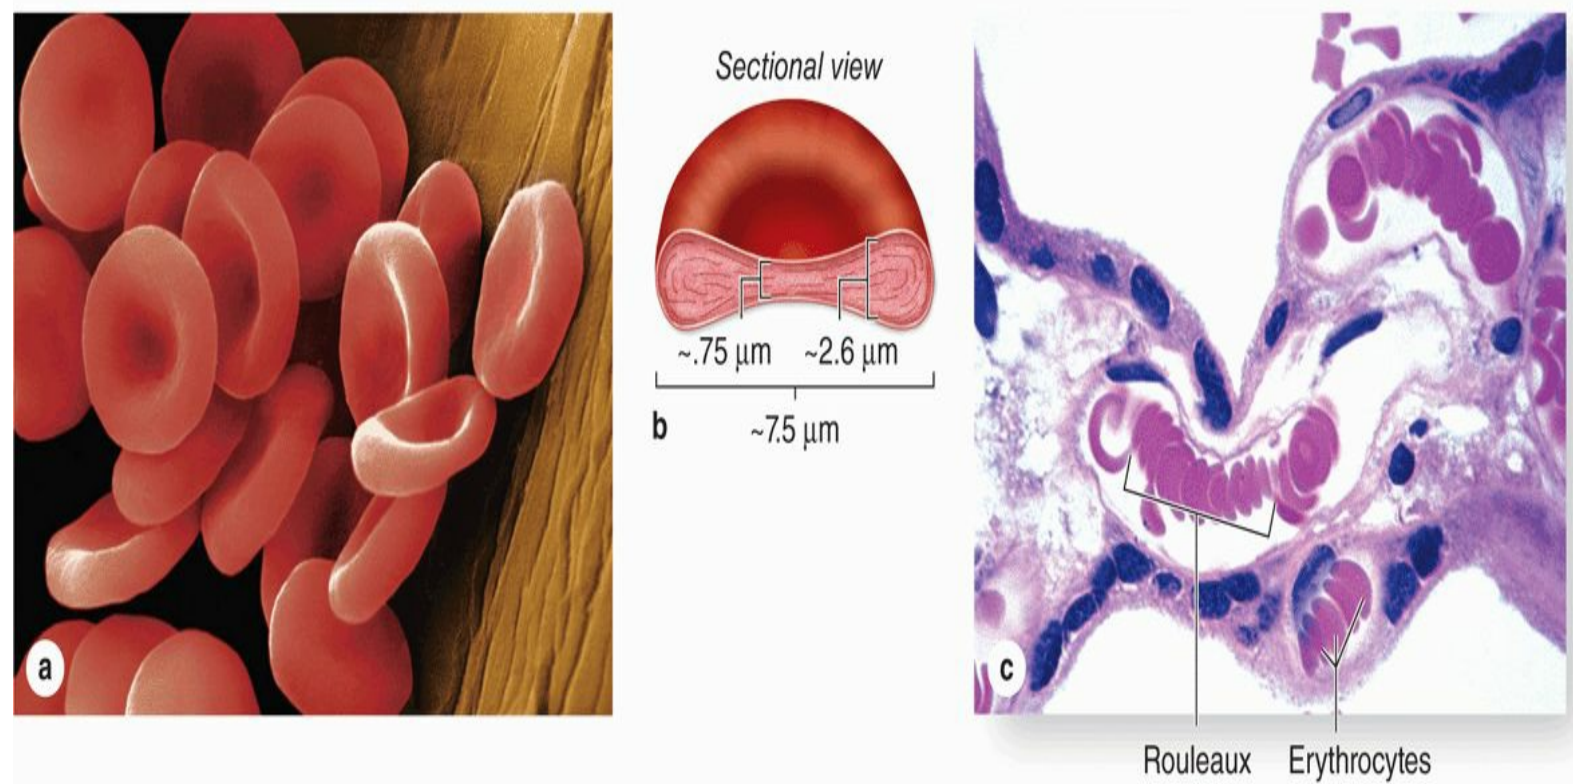 a
Sectional view
~.75 μm ~2.6 μm
~7.5 μm
b
c
Rouleaux Erythrocytes